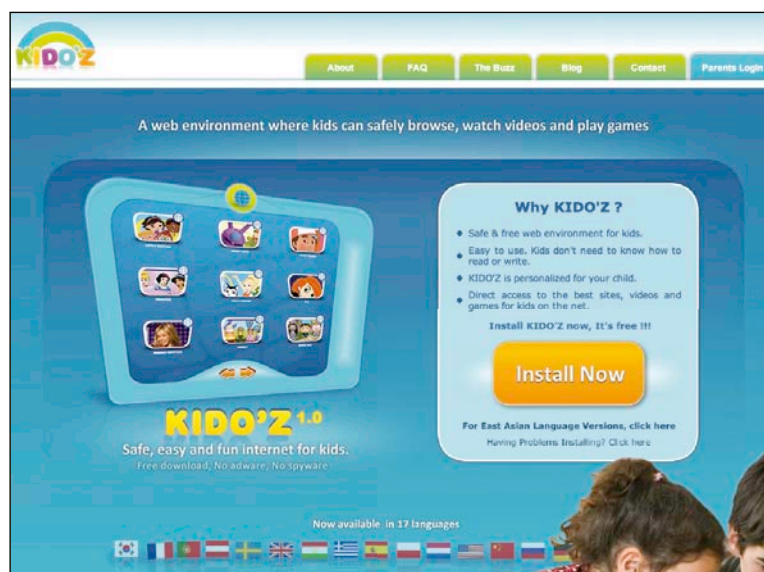 KIDO'Z
About
FAQ
The Buzz
Blog
Contact
Parents Login
A web environment where kids can safely browse, watch videos and play games
Why KIDO'Z ?
Safe & free web environment for kids.
Easy to use. Kids don't need to know how to
read or write.
KIDO'Z is personalized for your child.
Direct access to the best sites, videos and
games for kids on the net.
Install KIDO'Z now, It's free !!!
Install Now
For East Asian Language Versions, click here
Having Problems Installing? Click here
KIDO'Z 1.0
Safe, easy and fun internet for kids.
Free download, No adware, No spyware
Now available in 17 languages